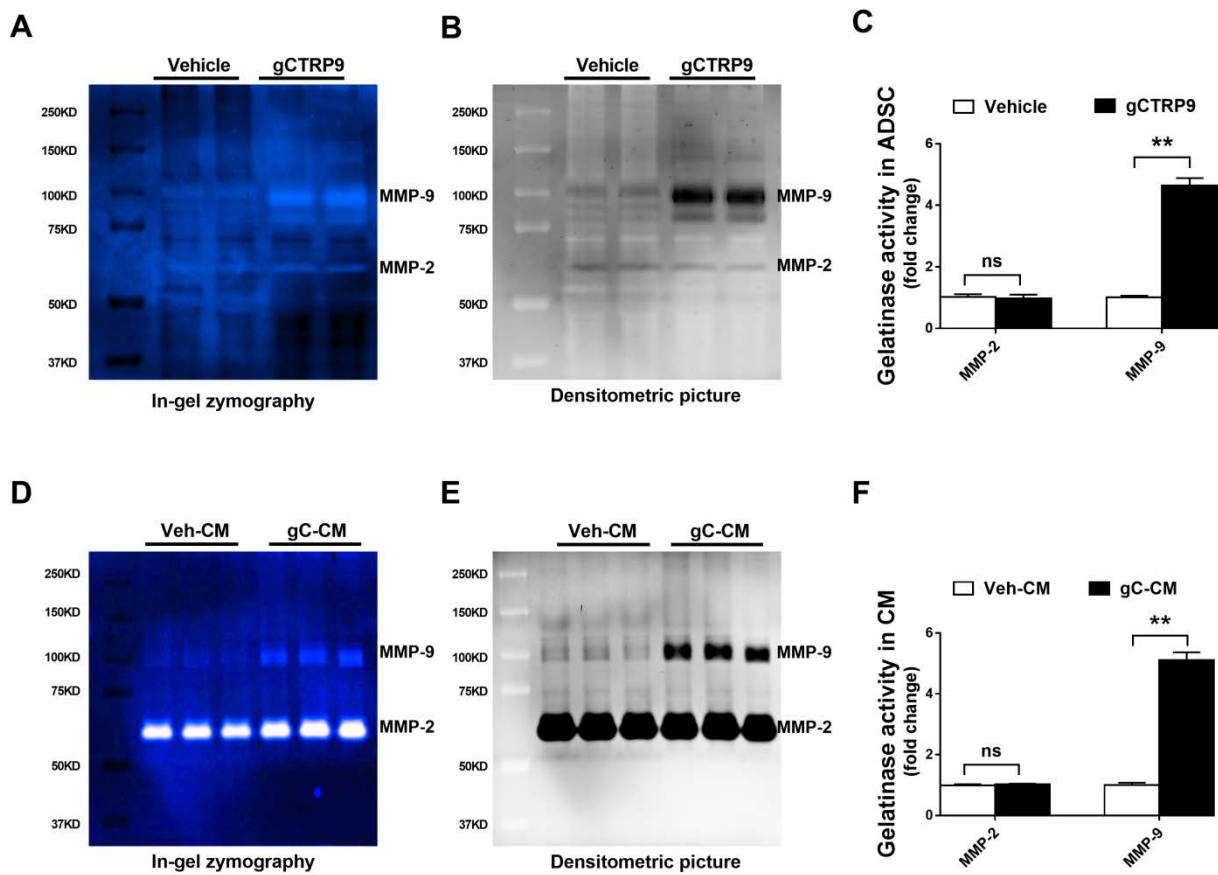 A
Vehicle gCTRP9
250KD
150KD
100KD
75KD
50KD
37KD
MMP-9
MMP-2
In-gel zymography
B
Vehicle gCTRP9
250KD
150KD
100KD
75KD
50KD
37KD
MMP-9
MMP-2
Densitometric picture
C
Vehicle gCTRP9
Gelatinase activity in ADSC
(fold change)
6
4
2
0
ns
**
MMP-2
MMP-9
D
Veh-CM gC-CM
250KD
150KD
100KD
75KD
50KD
37KD
MMP-9
MMP-2
In-gel zymography
E
Veh-CM gC-CM
250KD
150KD
100KD
75KD
50KD
37KD
MMP-9
MMP-2
Densitometric picture
F
Veh-CM gC-CM
Gelatinase activity in CM
(fold change)
6
4
2
0
ns
**
MMP-2
MMP-9